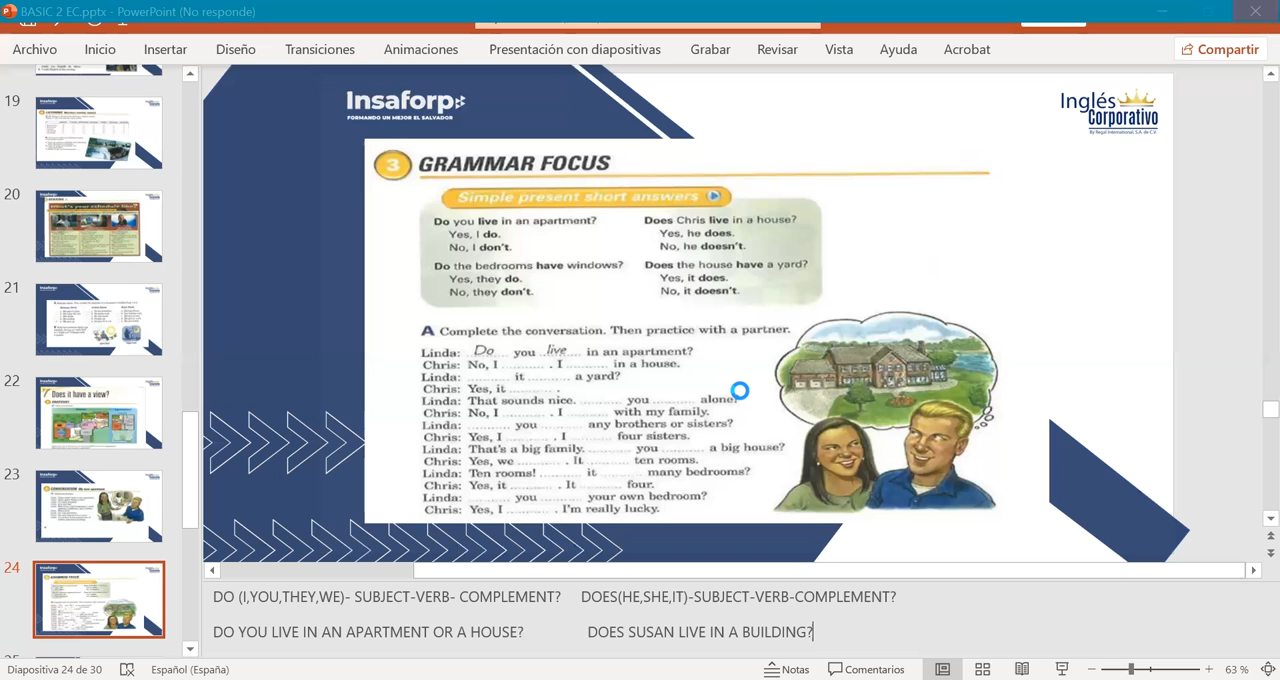 BASIC 2 EC.pptx - PowerPoint (No responde)
Archivo Inicio Insertar Diseño Transiciones Animaciones Presentación con diapositivas Grabar Revisar Vista Ayuda Acrobat Compartir
19
20
21
22
Does it have a view?
23
24
Insaforp
FORMANDO UN MEJOR EL SALVADOR
Inglés
Corporativo
By Regal International, S.A. de C.V.
3 GRAMMAR FOCUS
Simple present short answers
Do you live in an apartment?
Yes, I do.
No, I don't.
Does Chris live in a house?
Yes, he does.
No, he doesn't.
Do the bedrooms have windows?
Yes, they do.
No, they don't.
Does the house have a yard?
Yes, it does.
No, it doesn't.
A Complete the conversation. Then practice with a partner.
Linda: Do you live in an apartment?
Chris: No, I ........ . I ........ in a house.
Linda: ........ it ........ a yard?
Chris: Yes, it ........ .
Linda: That sounds nice. ........ you ........ alone?
Chris: No, I ........ . I ........ with my family.
Linda: ........ you ........ any brothers or sisters?
Chris: Yes, I ........ . I ........ four sisters.
Linda: That's a big family. ........ you ........ a big house?
Chris: Yes, we ........ . It ........ ten rooms.
Linda: Ten rooms! ........ it ........ many bedrooms?
Chris: Yes, it ........ . It ........ four.
Linda: ........ you ........ your own bedroom?
Chris: Yes, I ........ . I'm really lucky.
DO (I,YOU,THEY,WE)- SUBJECT-VERB- COMPLEMENT? DOES(HE,SHE,IT)-SUBJECT-VERB-COMPLEMENT?
DO YOU LIVE IN AN APARTMENT OR A HOUSE? DOES SUSAN LIVE IN A BUILDING?
Diapositiva 24 de 30 Español (España) Notas Comentarios 63 %